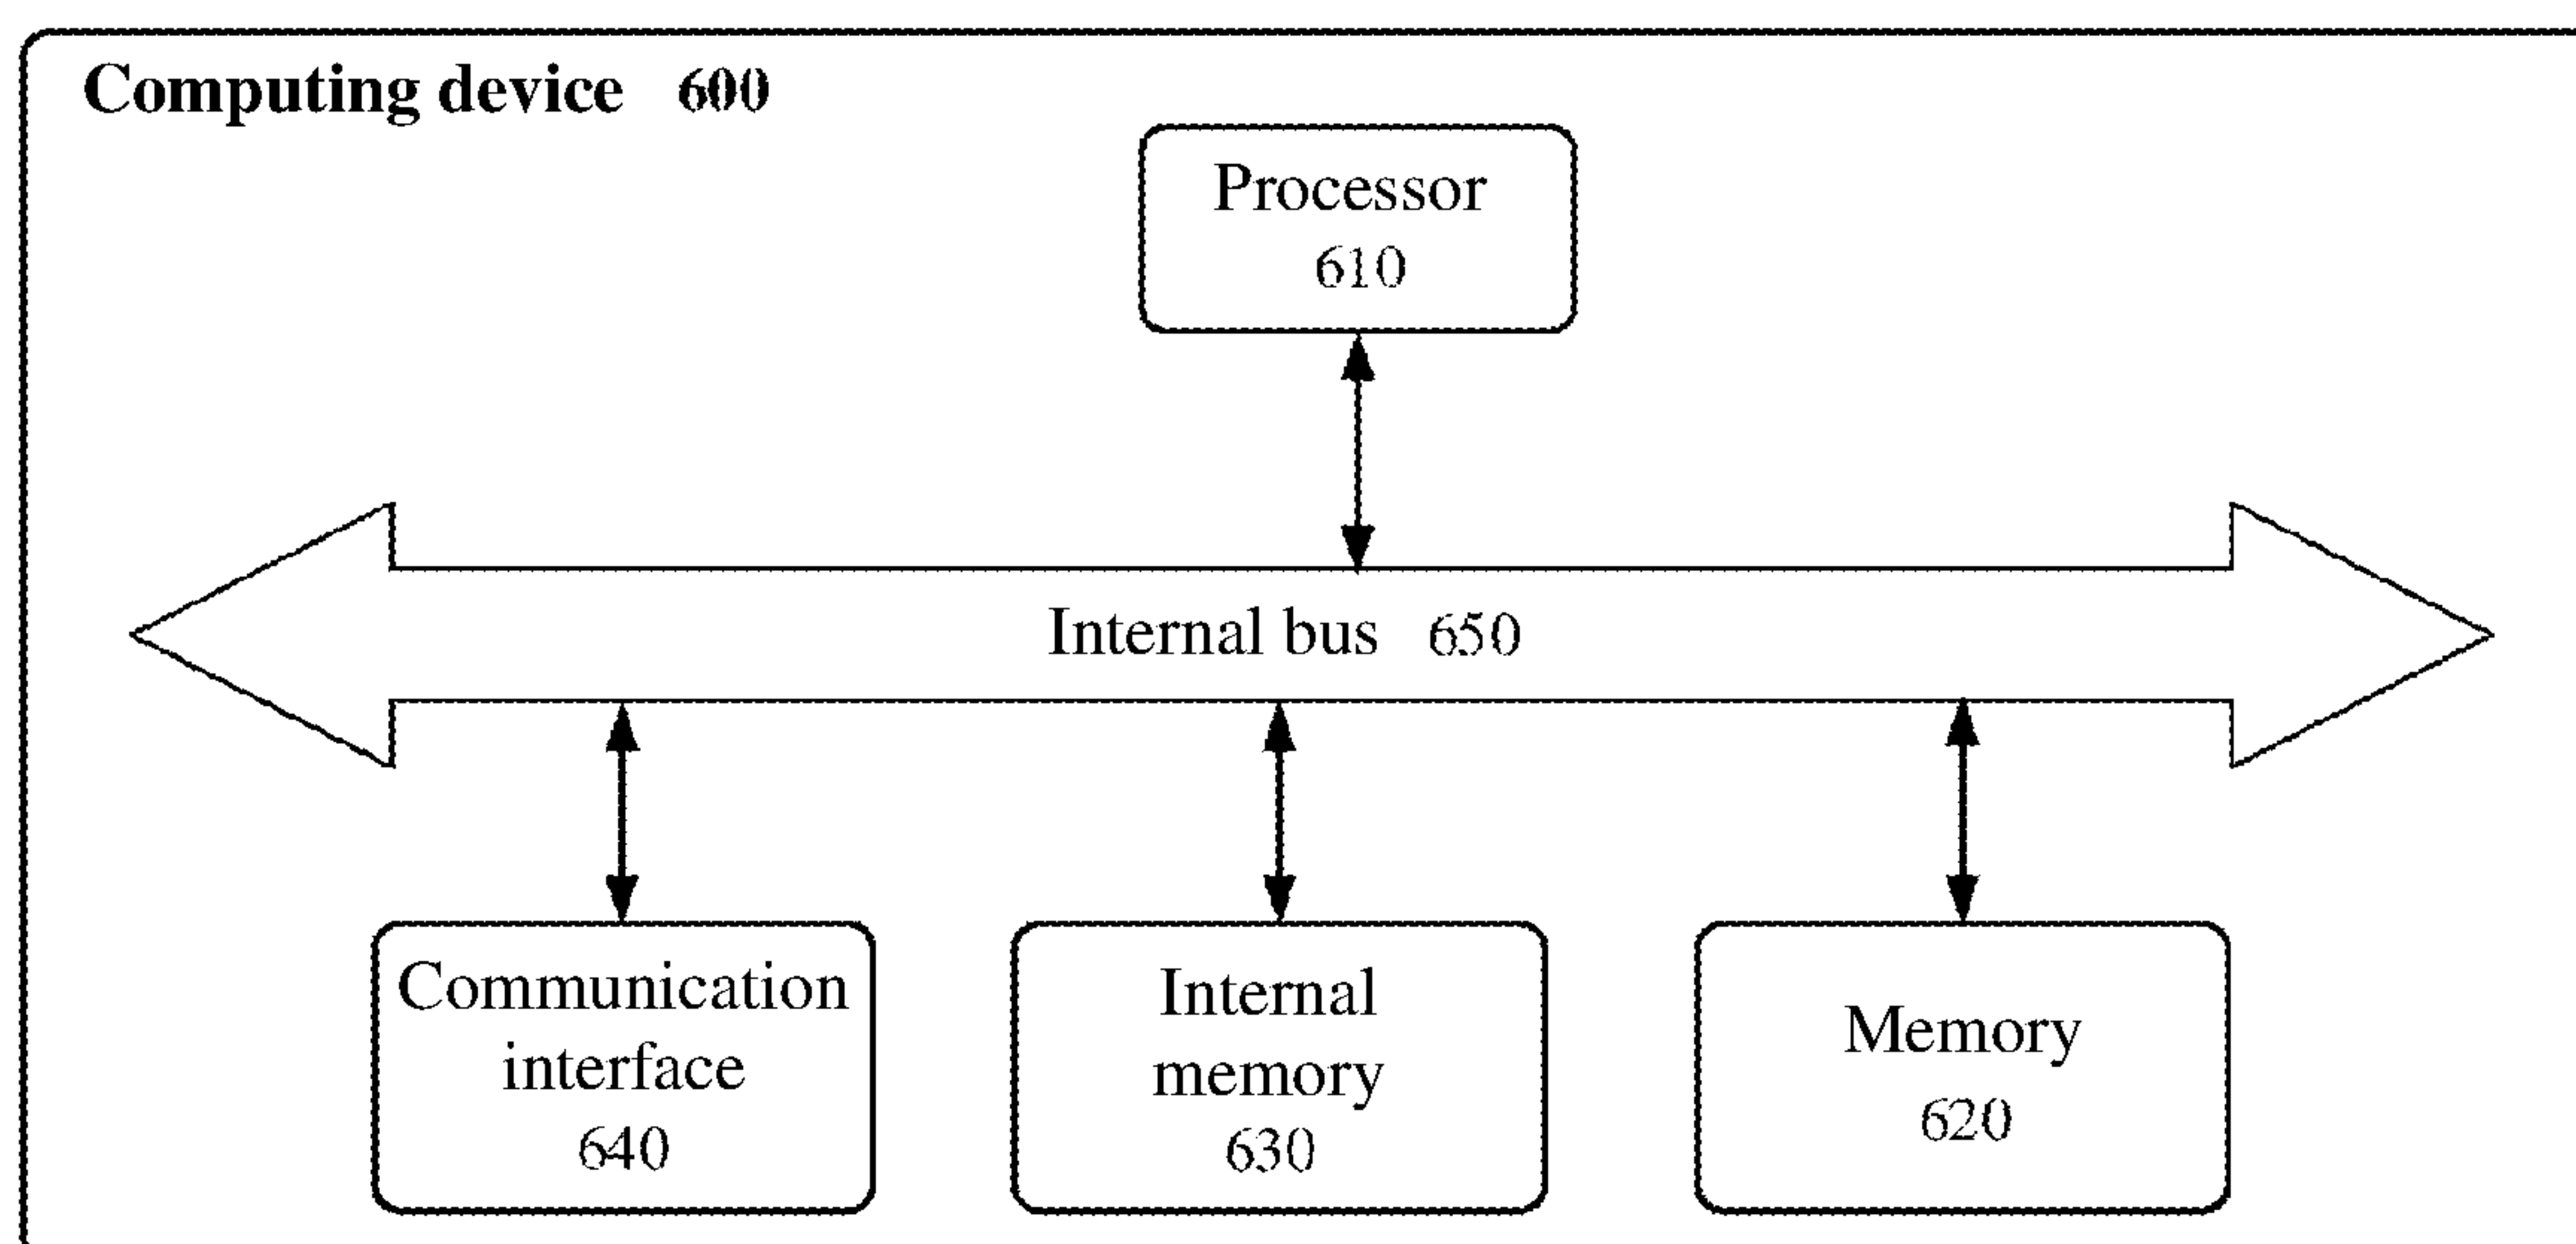 Computing device 600
Processor
610
Internal bus 650
Communication
interface
640
Internal
memory
630
Memory
620